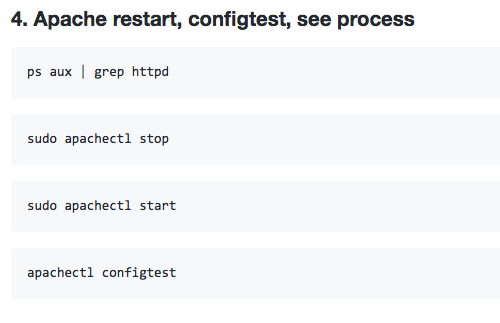 4. Apache restart, configtest, see process
ps aux | grep httpd
sudo apachectl stop
sudo apachectl start
apachectl configtest